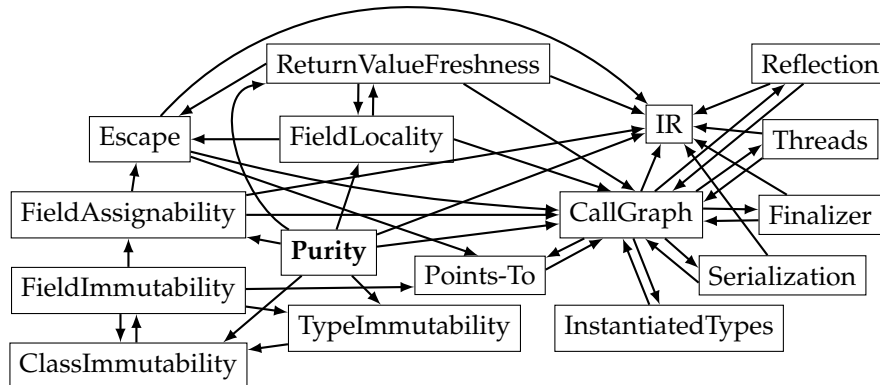 ReturnValueFreshness
Reflection
Escape
FieldLocality
IR
Threads
FieldAssignability
CallGraph
Finalizer
Purity
FieldImmutability
Points-To
Serialization
TypeImmutability
InstantiatedTypes
ClassImmutability